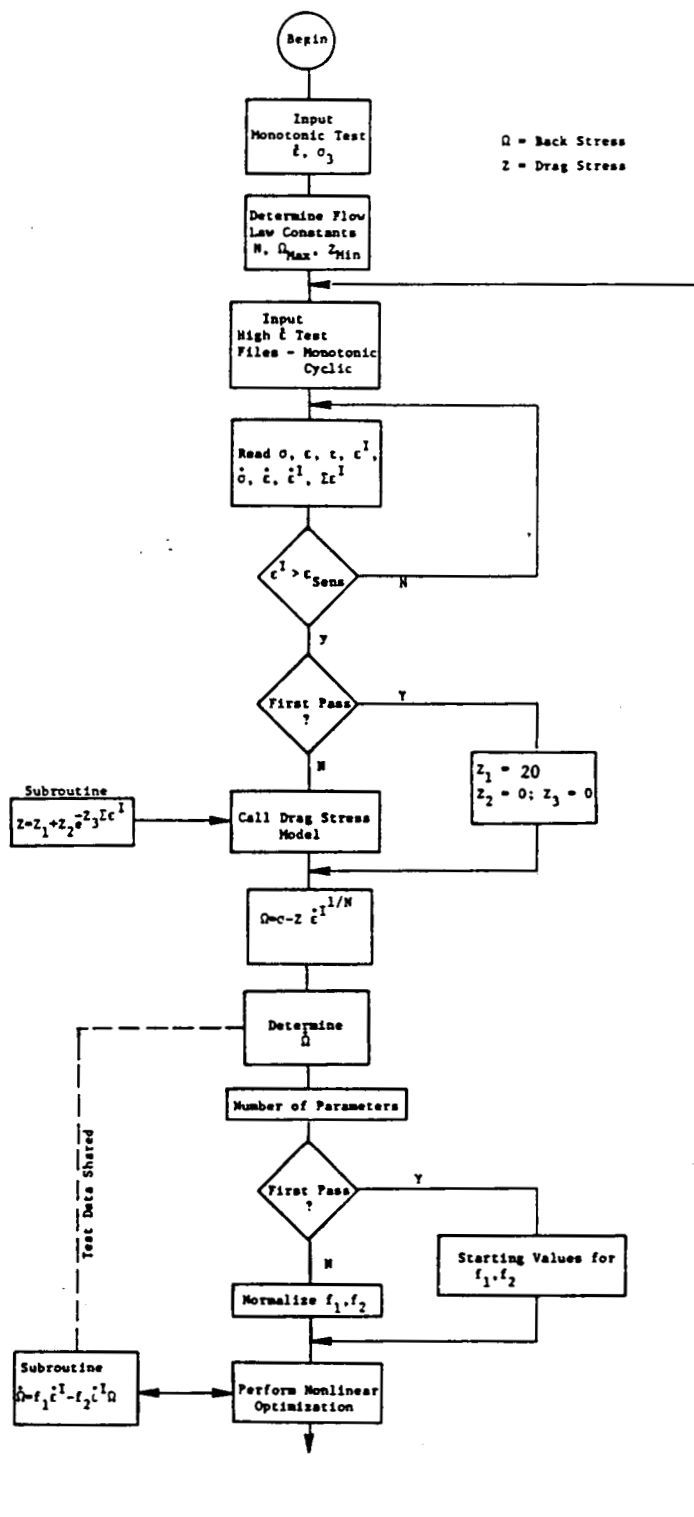 Begin
Input
Monotonic Test
ε̇, σ₃
Ω = Back Stress
Z = Drag Stress
Determine Flow
Law Constants
N, Ω_Max, Z_Min
Input
High ε̇ Test
Files - Monotonic
Cyclic
Read σ, ε, t, ε^I,
σ̇, ε̇, ε̇^I, Σε^I
ε^I > ε_Sens
N
y
First Pass
?
Y
N
Z₁ = 20
Z₂ = 0; Z₃ = 0
Subroutine
Z=Z₁+Z₂e^-Z₃Σε^I
Call Drag Stress
Model
Ω=σ-Z ε̇^I^1/N
Determine
Ω̇
Number of Parameters
Test Data Shared
First Pass
?
Y
N
Starting Values for
f₁,f₂
Normalize f₁,f₂
Subroutine
Ω̇=f₁ε̇^I-f₂ε̇^IΩ
Perform Nonlinear
Optimization